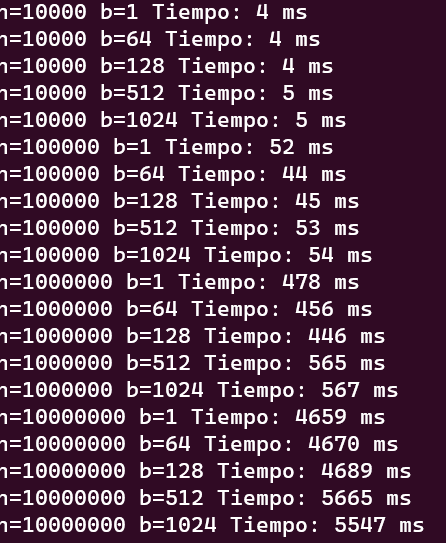 n=10000 b=1 Tiempo: 4 ms
n=10000 b=64 Tiempo: 4 ms
n=10000 b=128 Tiempo: 4 ms
n=10000 b=512 Tiempo: 5 ms
n=10000 b=1024 Tiempo: 5 ms
n=100000 b=1 Tiempo: 52 ms
n=100000 b=64 Tiempo: 44 ms
n=100000 b=128 Tiempo: 45 ms
n=100000 b=512 Tiempo: 53 ms
n=100000 b=1024 Tiempo: 54 ms
n=1000000 b=1 Tiempo: 478 ms
n=1000000 b=64 Tiempo: 456 ms
n=1000000 b=128 Tiempo: 446 ms
n=1000000 b=512 Tiempo: 565 ms
n=1000000 b=1024 Tiempo: 567 ms
n=10000000 b=1 Tiempo: 4659 ms
n=10000000 b=64 Tiempo: 4670 ms
n=10000000 b=128 Tiempo: 4689 ms
n=10000000 b=512 Tiempo: 5665 ms
n=10000000 b=1024 Tiempo: 5547 ms